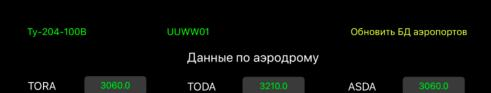 Ту-204-100В UUWW01 Обновить БД аэропортов
Данные по аэродрому
TORA 3060.0 TODA 3210.0 ASDA 3060.0